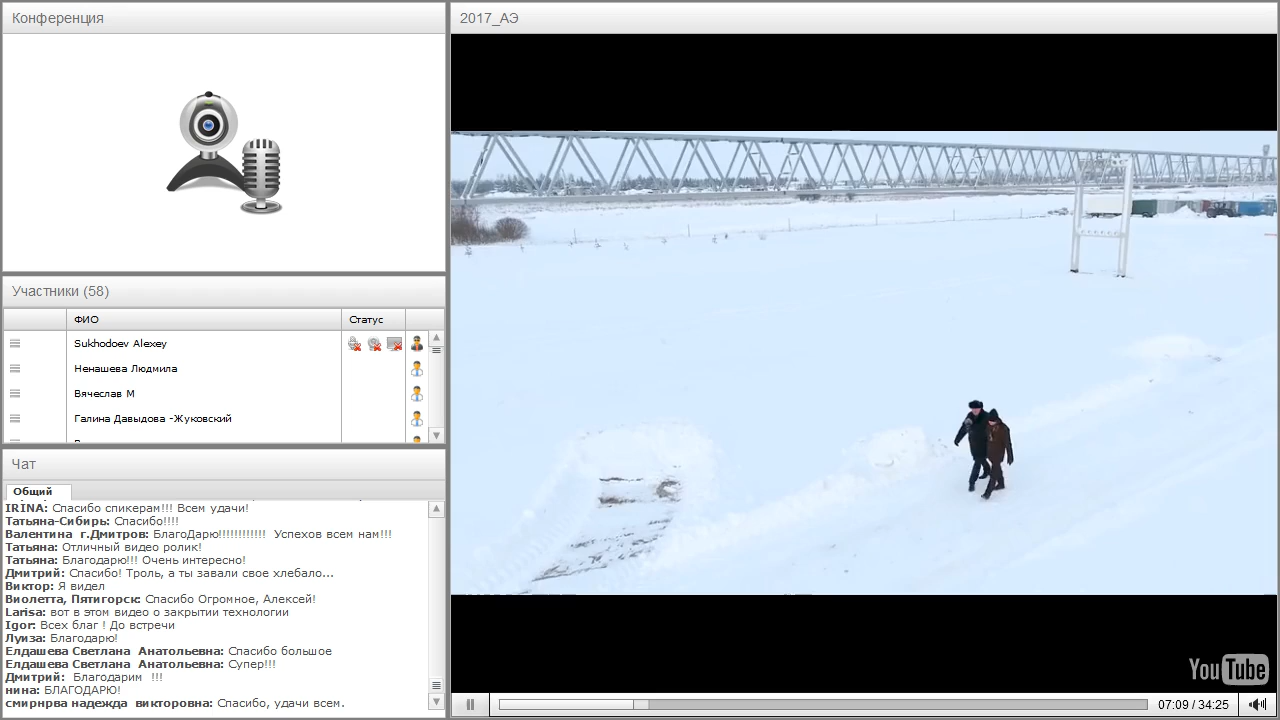 Конференция
2017_АЭ
Участники (58)
ФИО
Статус
Sukhodoev Alexey
Ненашева Людмила
Вячеслав М
Галина Давыдова -Жуковский
Чат
Общий
IRINA: Спасибо спикерам!!! Всем удачи!
Татьяна-Сибирь: Спасибо!!!!
Валентина г.Дмитров: БлагоДарю!!!!!!!!!!!! Успехов всем нам!!!
Татьяна: Отличный видео ролик!
Татьяна: Благодарю!!! Очень интересно!
Дмитрий: Спасибо! Троль, а ты завали свое хлебало...
Виктор: Я видел
Виолетта, Пятигорск: Спасибо Огромное, Алексей!
Larisa: вот в этом видео о закрытии технологии
Igor: Всех благ ! До встречи
Луиза: Благодарю!
Елдашева Светлана Анатольевна: Спасибо большое
Елдашева Светлана Анатольевна: Супер!!!
Дмитрий: Благодарим !!!
нина: БЛАГОДАРЮ!
смирнрва надежда викторовна: Спасибо, удачи всем.
YouTube
07:09 / 34:25